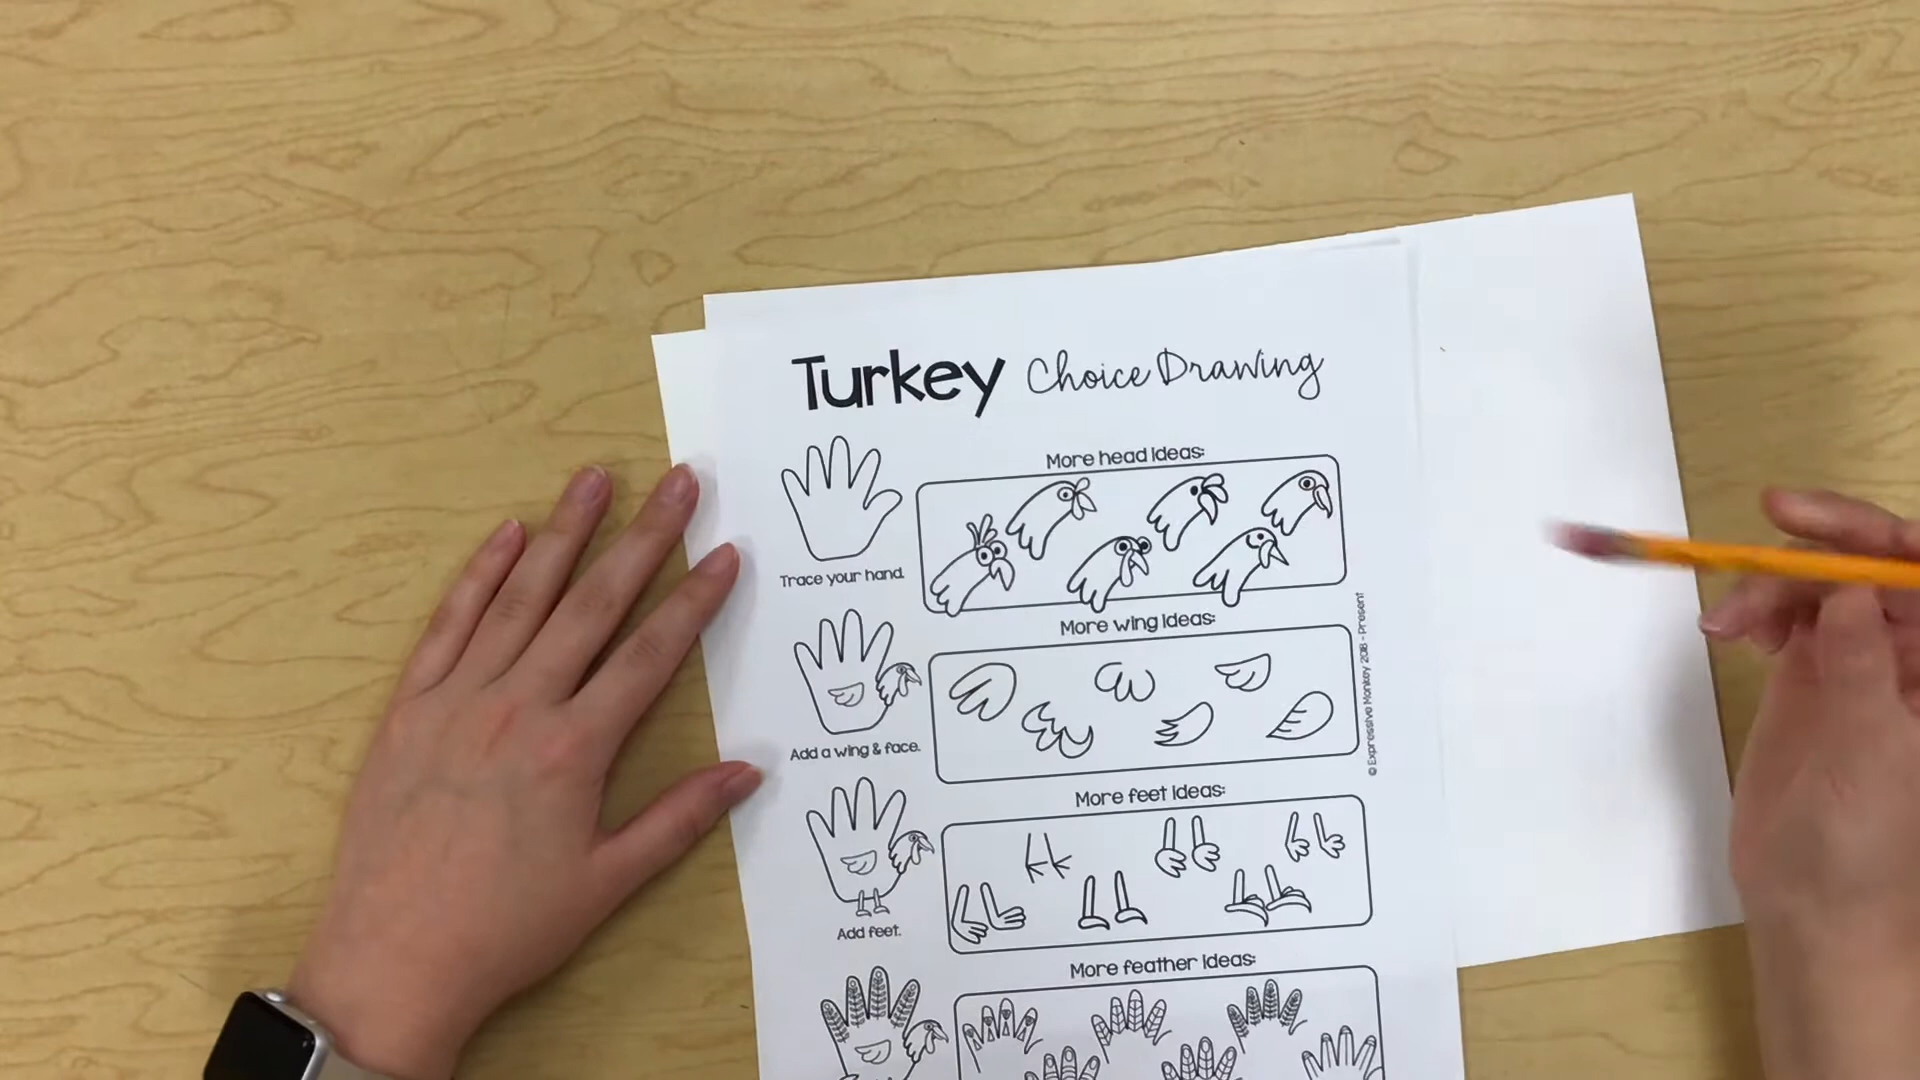 Turkey Choice Drawing
More head ideas:
Trace your hand.
More wing ideas:
Add a wing & face.
More feet ideas:
Add feet.
More feather ideas:
© Expressive Monkey 2018 - Present